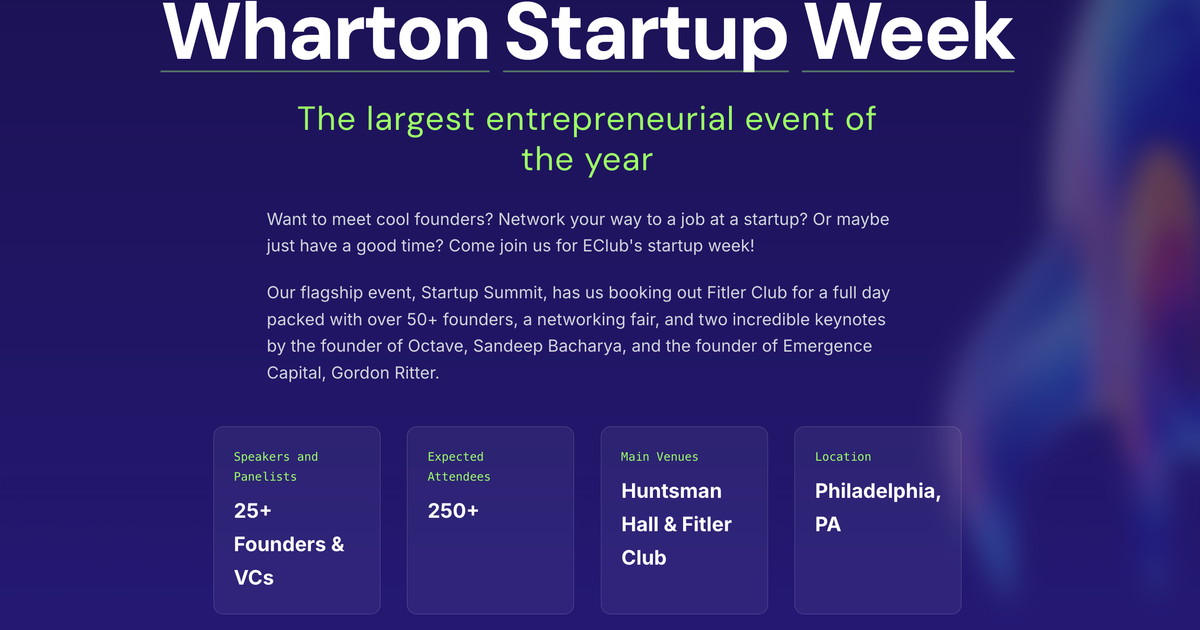 Wharton Startup Week
The largest entrepreneurial event of
the year
Want to meet cool founders? Network your way to a job at a startup? Or maybe
just have a good time? Come join us for EClub's startup week!
Our flagship event, Startup Summit, has us booking out Fitler Club for a full day
packed with over 50+ founders, a networking fair, and two incredible keynotes
by the founder of Octave, Sandeep Bacharya, and the founder of Emergence
Capital, Gordon Ritter.
Speakers and
Panelists
25+
Founders &
VCs
Expected
Attendees
250+
Main Venues
Huntsman
Hall & Fitler
Club
Location
Philadelphia,
PA